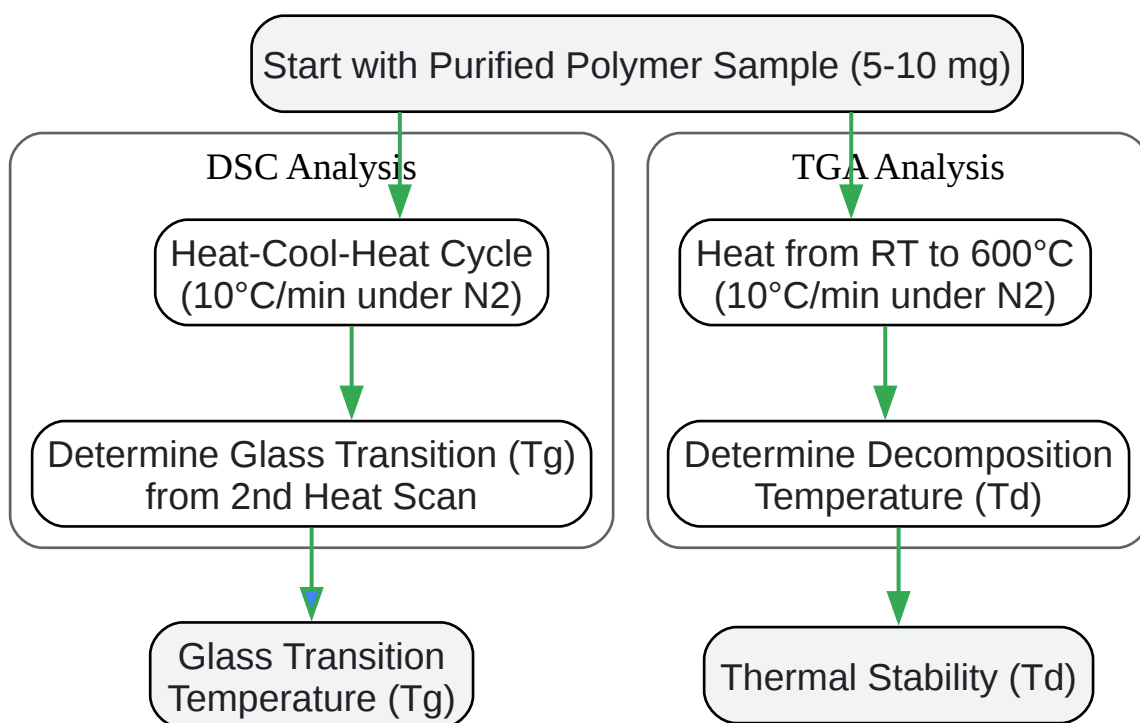 Start with Purified Polymer Sample (5-10 mg)
DSC Analysis
Heat-Cool-Heat Cycle
(10°C/min under N2)
Determine Glass Transition (Tg)
from 2nd Heat Scan
Glass Transition
Temperature (Tg)
TGA Analysis
Heat from RT to 600°C
(10°C/min under N2)
Determine Decomposition
Temperature (Td)
Thermal Stability (Td)